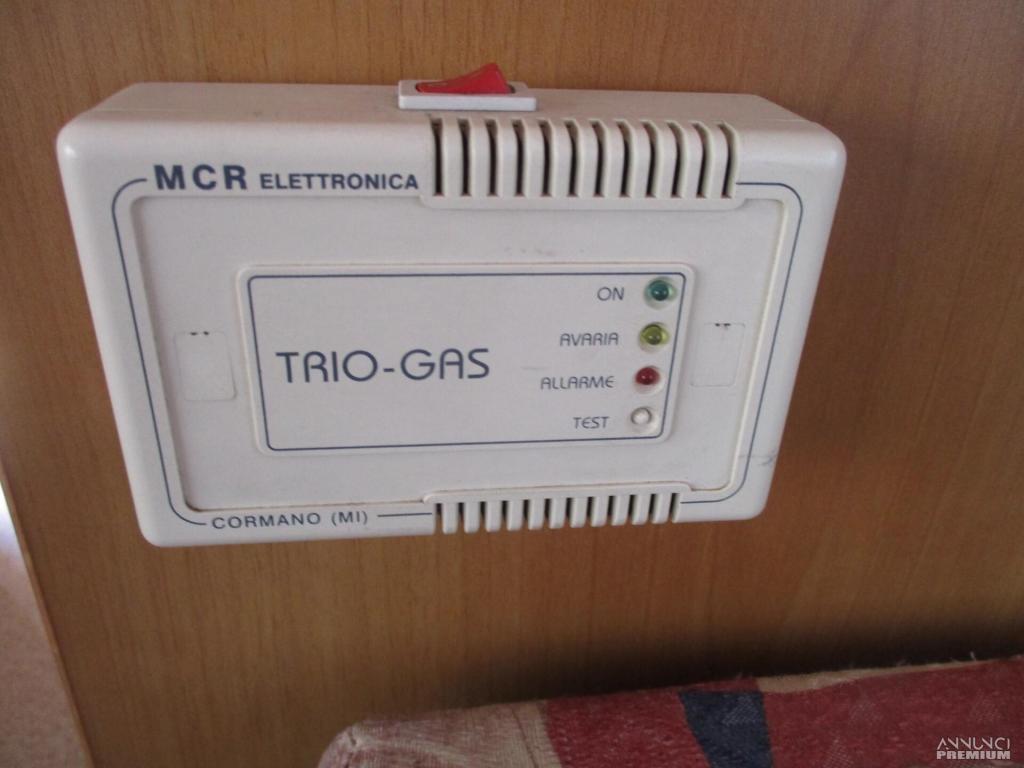 MCR ELETTRONICA
ON
AVARIA
TRIO-GAS
ALLARME
TEST
CORMANO (MI)
ANNUNCI
PREMIUM